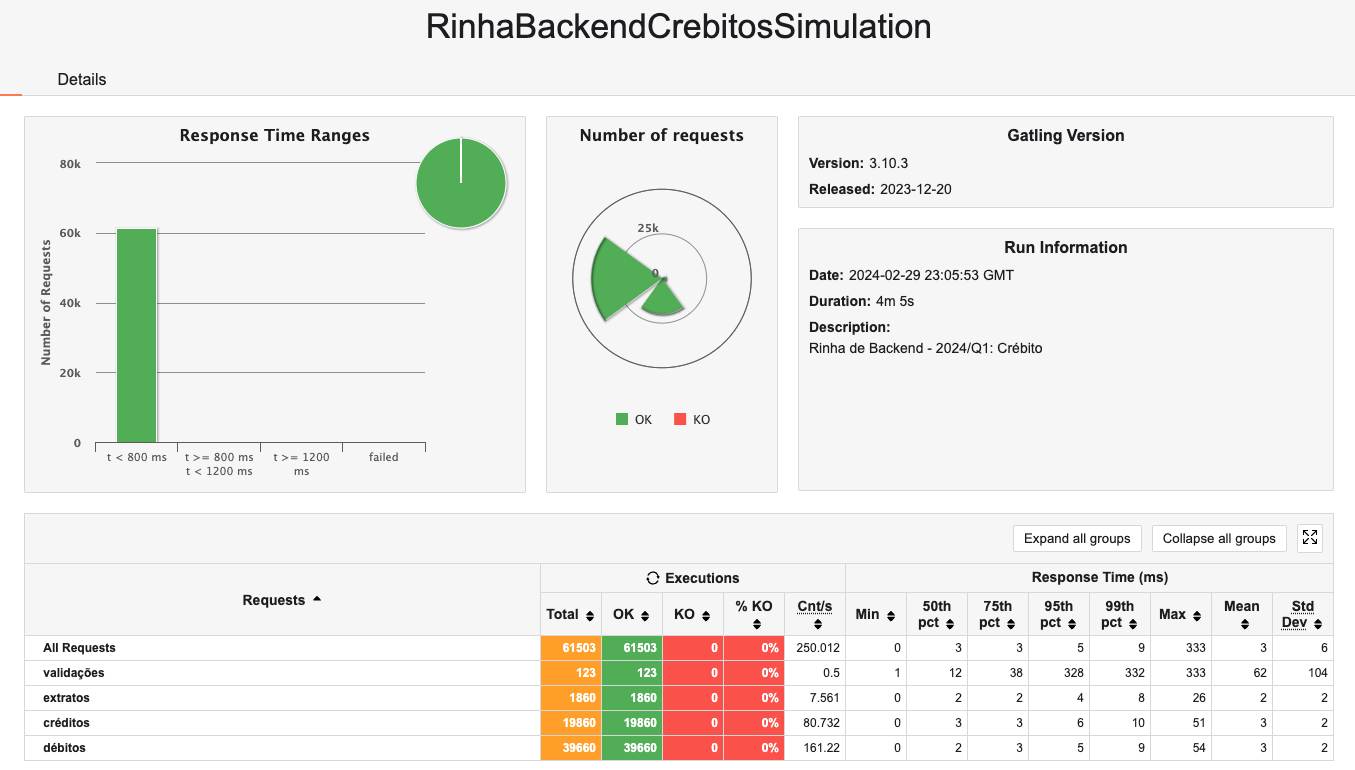 RinhaBackendCrebitosSimulation
Details
Response Time Ranges
80k
60k
40k
20k
0
Number of Requests
t < 800 ms
t >= 800 ms
t < 1200 ms
t >= 1200
ms
failed
Number of requests
25k
0
OK
KO
Gatling Version
Version: 3.10.3
Released: 2023-12-20
Run Information
Date: 2024-02-29 23:05:53 GMT
Duration: 4m 5s
Description:
Rinha de Backend - 2024/Q1: Crébito
Expand all groups Collapse all groups
Requests Executions Response Time (ms)
Total OK KO % KO Cnt/s Min 50th pct 75th pct 95th pct 99th pct Max Mean Std Dev
All Requests 61503 61503 0 0% 250.012 0 3 3 5 9 333 3 6
validações 123 123 0 0% 0.5 1 12 38 328 332 333 62 104
extratos 1860 1860 0 0% 7.561 0 2 2 4 8 26 2 2
créditos 19860 19860 0 0% 80.732 0 3 3 6 10 51 3 2
débitos 39660 39660 0 0% 161.22 0 2 3 5 9 54 3 2